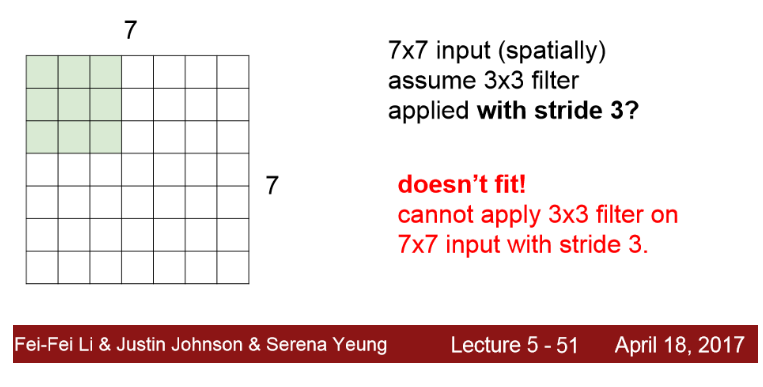 7
7x7 input (spatially)
assume 3x3 filter
applied with stride 3?
7
doesn’t fit!
cannot apply 3x3 filter on
7x7 input with stride 3.
Fei-Fei Li & Justin Johnson & Serena Yeung
Lecture 5 - 51
April 18, 2017